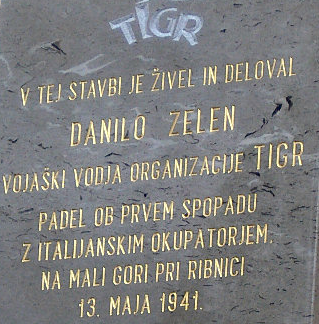 TIGR
V TEJ STAVBI JE ŽIVEL IN DELOVAL
DANILO ZELEN
VOJAŠKI VODJA ORGANIZACIJE TIGR
PADEL OB PRVEM SPOPADU
Z ITALIJANSKIM OKUPATORJEM,
NA MALI GORI PRI RIBNICI
13. MAJA 1941.